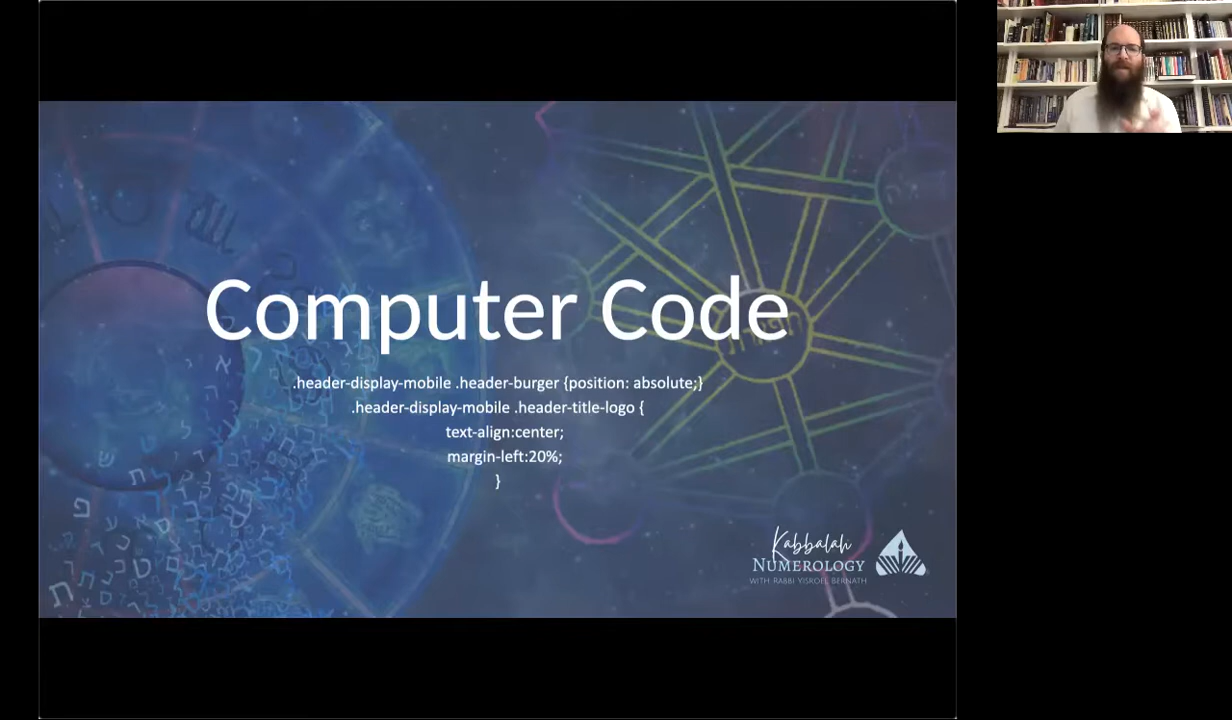 Computer Code
.header-display-mobile .header-burger {position: absolute;}
.header-display-mobile .header-title-logo {
text-align:center;
margin-left:20%;
}
Kabbalah
NUMEROLOGY
WITH RABBI YISROEL BERNATH